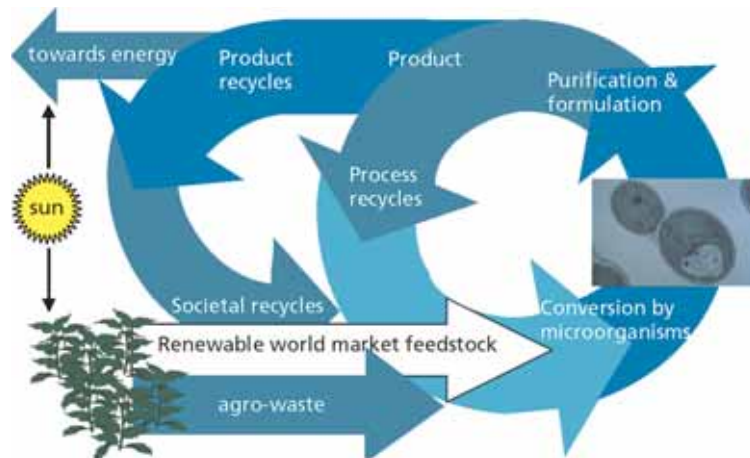 towards energy
Product
recycles
Product
Purification &
formulation
Process
recycles
sun
Societal recycles
Conversion by
microorganisms
Renewable world market feedstock
agro-waste